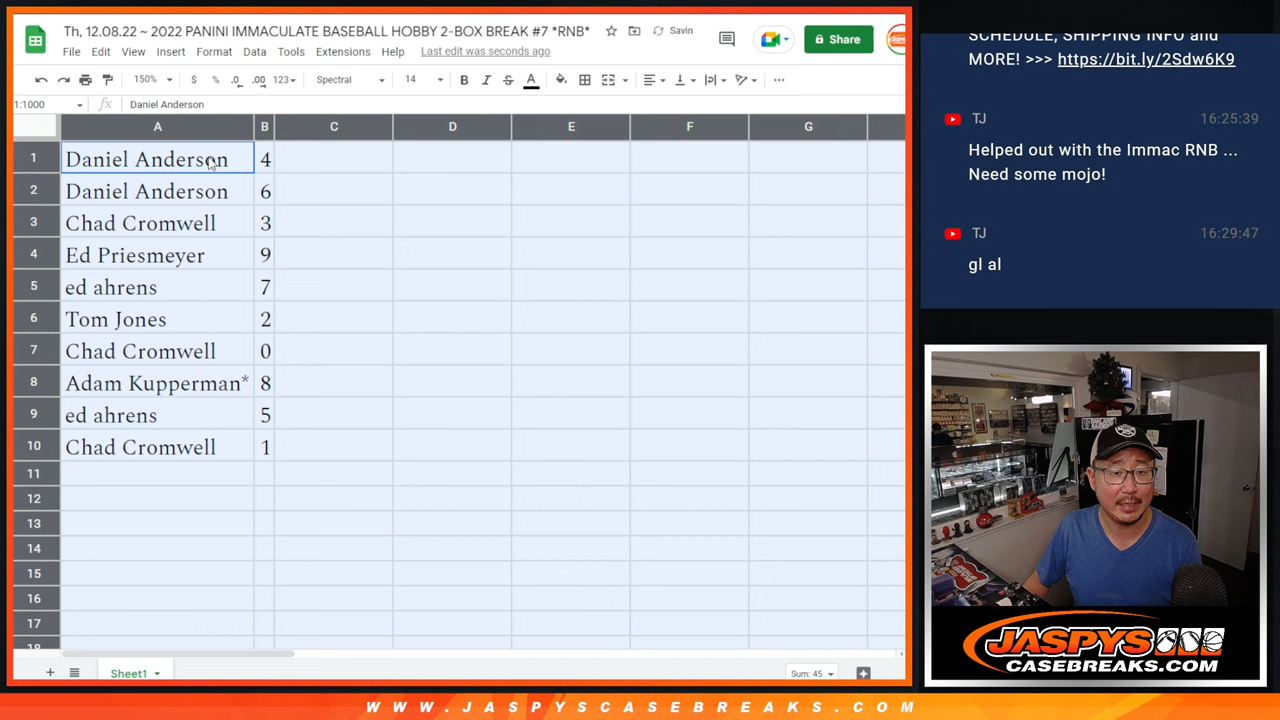 Th, 12.08.22 ~ 2022 PANINI IMMACULATE BASEBALL HOBBY 2-BOX BREAK #7 *RNB*
Savin
Share
File Edit View Insert Format Data Tools Extensions Help Last edit was seconds ago
150% $ % .0 .00 123 Spectral 14 B I S A
1:1000 fx Daniel Anderson
A B C D E F G
1 Daniel Anderson 4
2 Daniel Anderson 6
3 Chad Cromwell 3
4 Ed Priesmeyer 9
5 ed ahrens 7
6 Tom Jones 2
7 Chad Cromwell 0
8 Adam Kupperman* 8
9 ed ahrens 5
10 Chad Cromwell 1
11
12
13
14
15
16
17
18
Sheet1
Sum: 45
SCHEDULE, SHIPPING INFO and
MORE! >>> https://bit.ly/2Sdw6K9
TJ 16:25:39
Helped out with the Immac RNB ...
Need some mojo!
TJ 16:29:47
gl al
JASPYS
CASEBREAKS.COM
WWW.JASPYSCASEBREAKS.COM